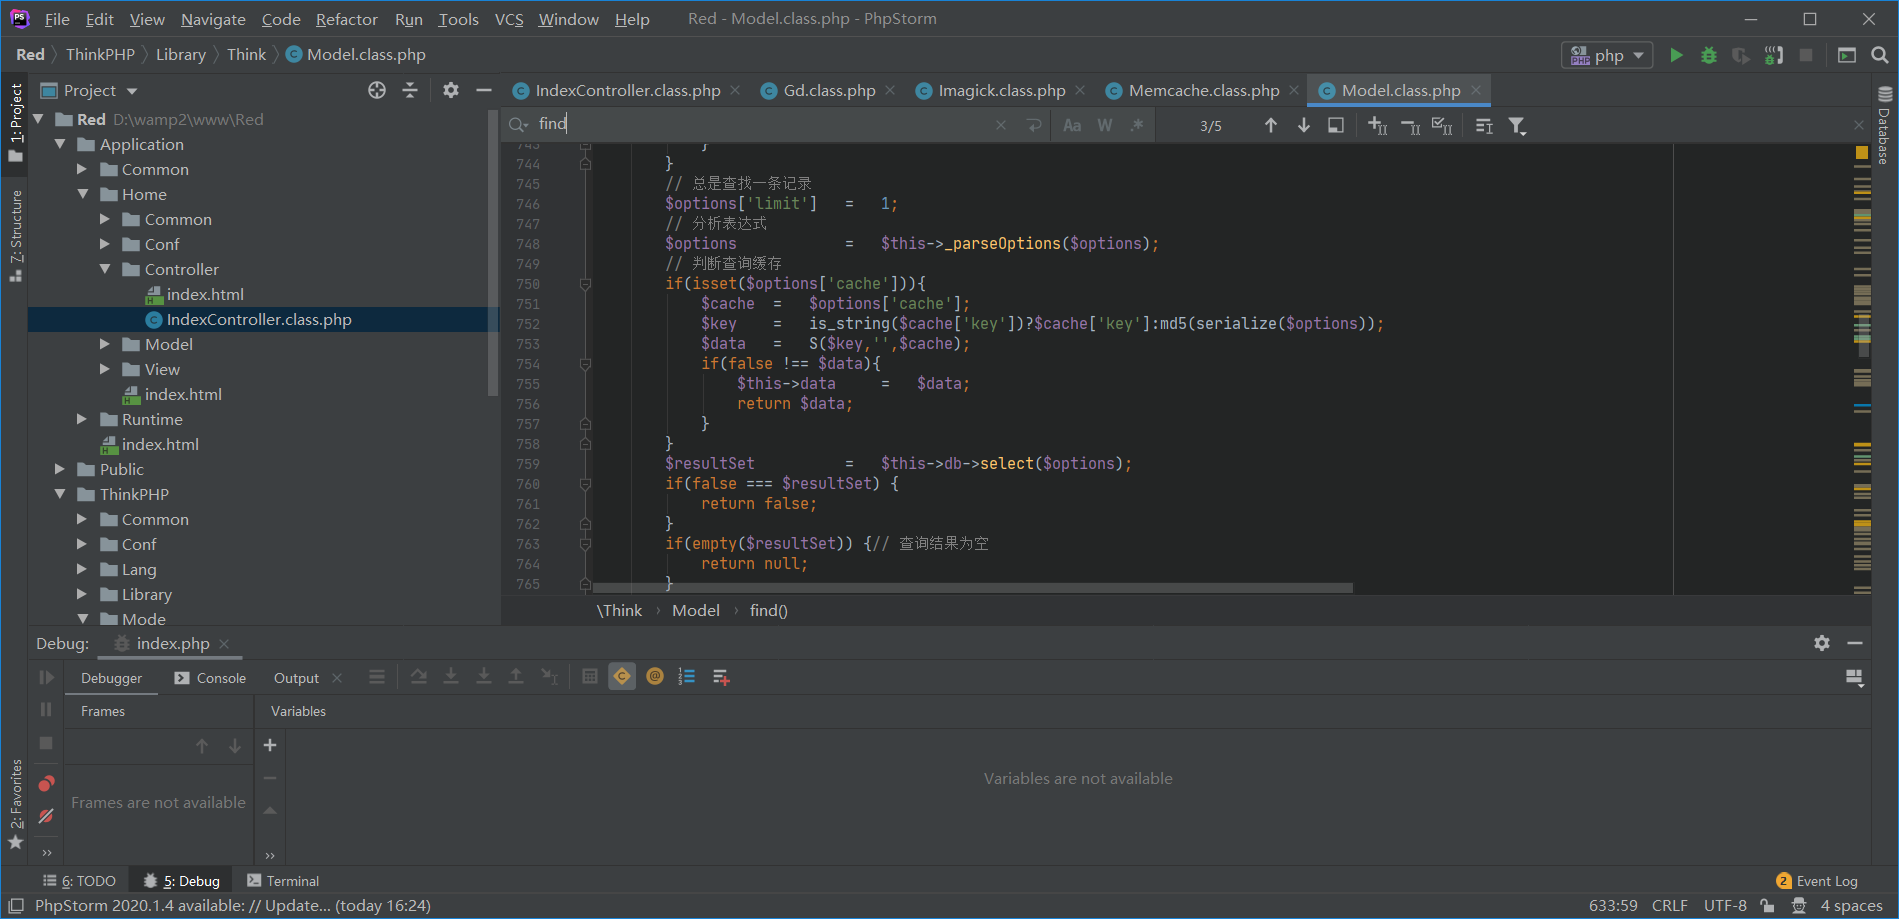 File Edit View Navigate Code Refactor Run Tools VCS Window Help Red - Model.class.php - PhpStorm
Red ThinkPHP Library Think Model.class.php
php
1: Project
7: Structure
2: Favorites
Database
Project
Red D:\wamp2\www\Red
Application
Common
Home
Common
Conf
Controller
index.html
IndexController.class.php
Model
View
index.html
Runtime
index.html
Public
ThinkPHP
Common
Conf
Lang
Library
Mode
IndexController.class.php Gd.class.php Imagick.class.php Memcache.class.php Model.class.php
find Aa W .* 3/5
743 }
744 }
745 // 总是查找一条记录
746 $options['limit'] = 1;
747 // 分析表达式
748 $options = $this->_parseOptions($options);
749 // 判断查询缓存
750 if(isset($options['cache'])){
751 $cache = $options['cache'];
752 $key = is_string($cache['key'])?$cache['key']:md5(serialize($options));
753 $data = S($key,'',$cache);
754 if(false !== $data){
755 $this->data = $data;
756 return $data;
757 }
758 }
759 $resultSet = $this->db->select($options);
760 if(false === $resultSet) {
761 return false;
762 }
763 if(empty($resultSet)) {// 查询结果为空
764 return null;
765 }
\Think › Model › find()
Debug: index.php
Debugger Console Output
Frames Variables
Frames are not available
Variables are not available
6: TODO 5: Debug Terminal 2 Event Log
PhpStorm 2020.1.4 available: // Update... (today 16:24) 633:59 CRLF UTF-8 4 spaces